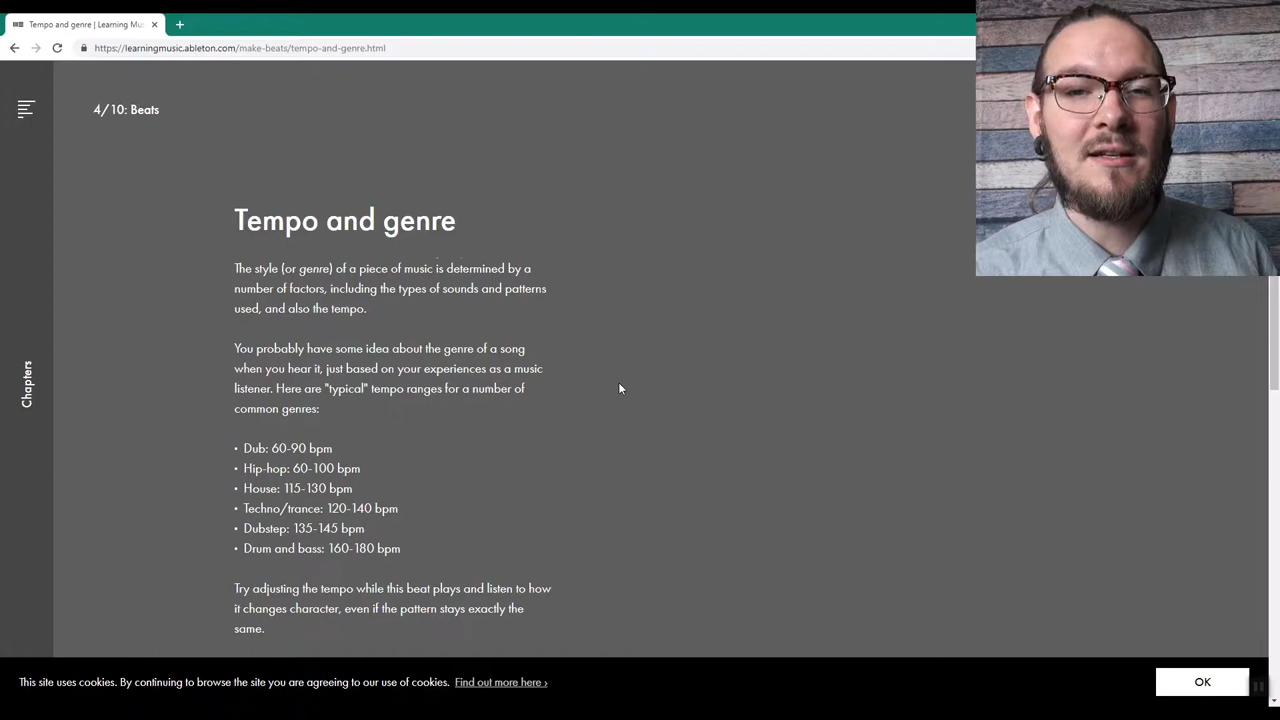 Tempo and genre | Learning Mu
https://learningmusic.ableton.com/make-beats/tempo-and-genre.html
4/10: Beats
Chapters
Tempo and genre
The style (or genre) of a piece of music is determined by a
number of factors, including the types of sounds and patterns
used, and also the tempo.
You probably have some idea about the genre of a song
when you hear it, just based on your experiences as a music
listener. Here are "typical" tempo ranges for a number of
common genres:
• Dub: 60-90 bpm
• Hip-hop: 60-100 bpm
• House: 115-130 bpm
• Techno/trance: 120-140 bpm
• Dubstep: 135-145 bpm
• Drum and bass: 160-180 bpm
Try adjusting the tempo while this beat plays and listen to how
it changes character, even if the pattern stays exactly the
same.
This site uses cookies. By continuing to browse the site you are agreeing to our use of cookies. Find out more here ›
OK